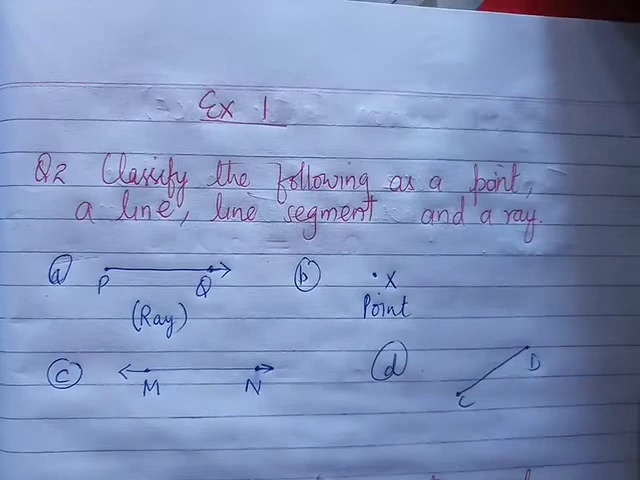 Ex 1
Q2 Classify the following as a point,
a line, line segment and a ray.
a P Q b X
(Ray) Point
c M N d C D